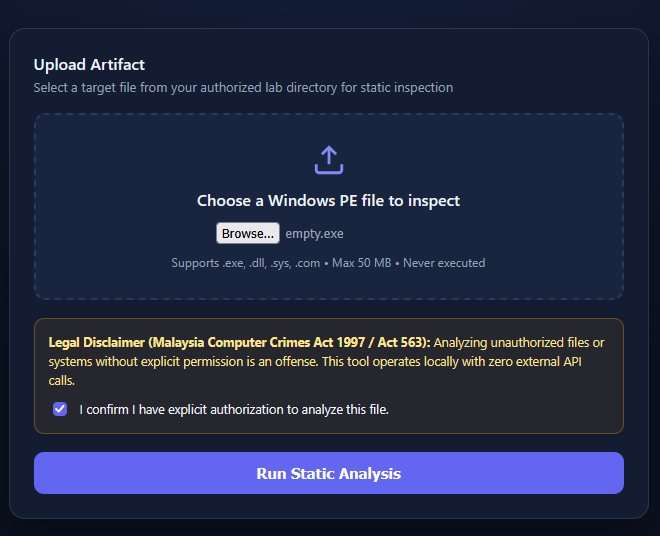 Upload Artifact
Select a target file from your authorized lab directory for static inspection
Choose a Windows PE file to inspect
Browse... empty.exe
Supports .exe, .dll, .sys, .com • Max 50 MB • Never executed
Legal Disclaimer (Malaysia Computer Crimes Act 1997 / Act 563): Analyzing unauthorized files or
systems without explicit permission is an offense. This tool operates locally with zero external API
calls.
I confirm I have explicit authorization to analyze this file.
Run Static Analysis